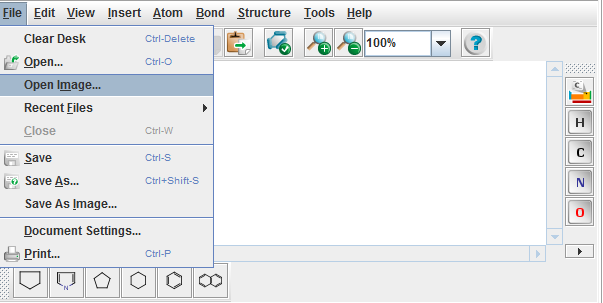 File Edit View Insert Atom Bond Structure Tools Help
Clear Desk Ctrl-Delete
Open... Ctrl-O
Open Image...
Recent Files
Close Ctrl-W
Save Ctrl-S
Save As... Ctrl+Shift-S
Save As Image...
Document Settings...
Print... Ctrl-P
100%
?
C
H
C
N
O
N